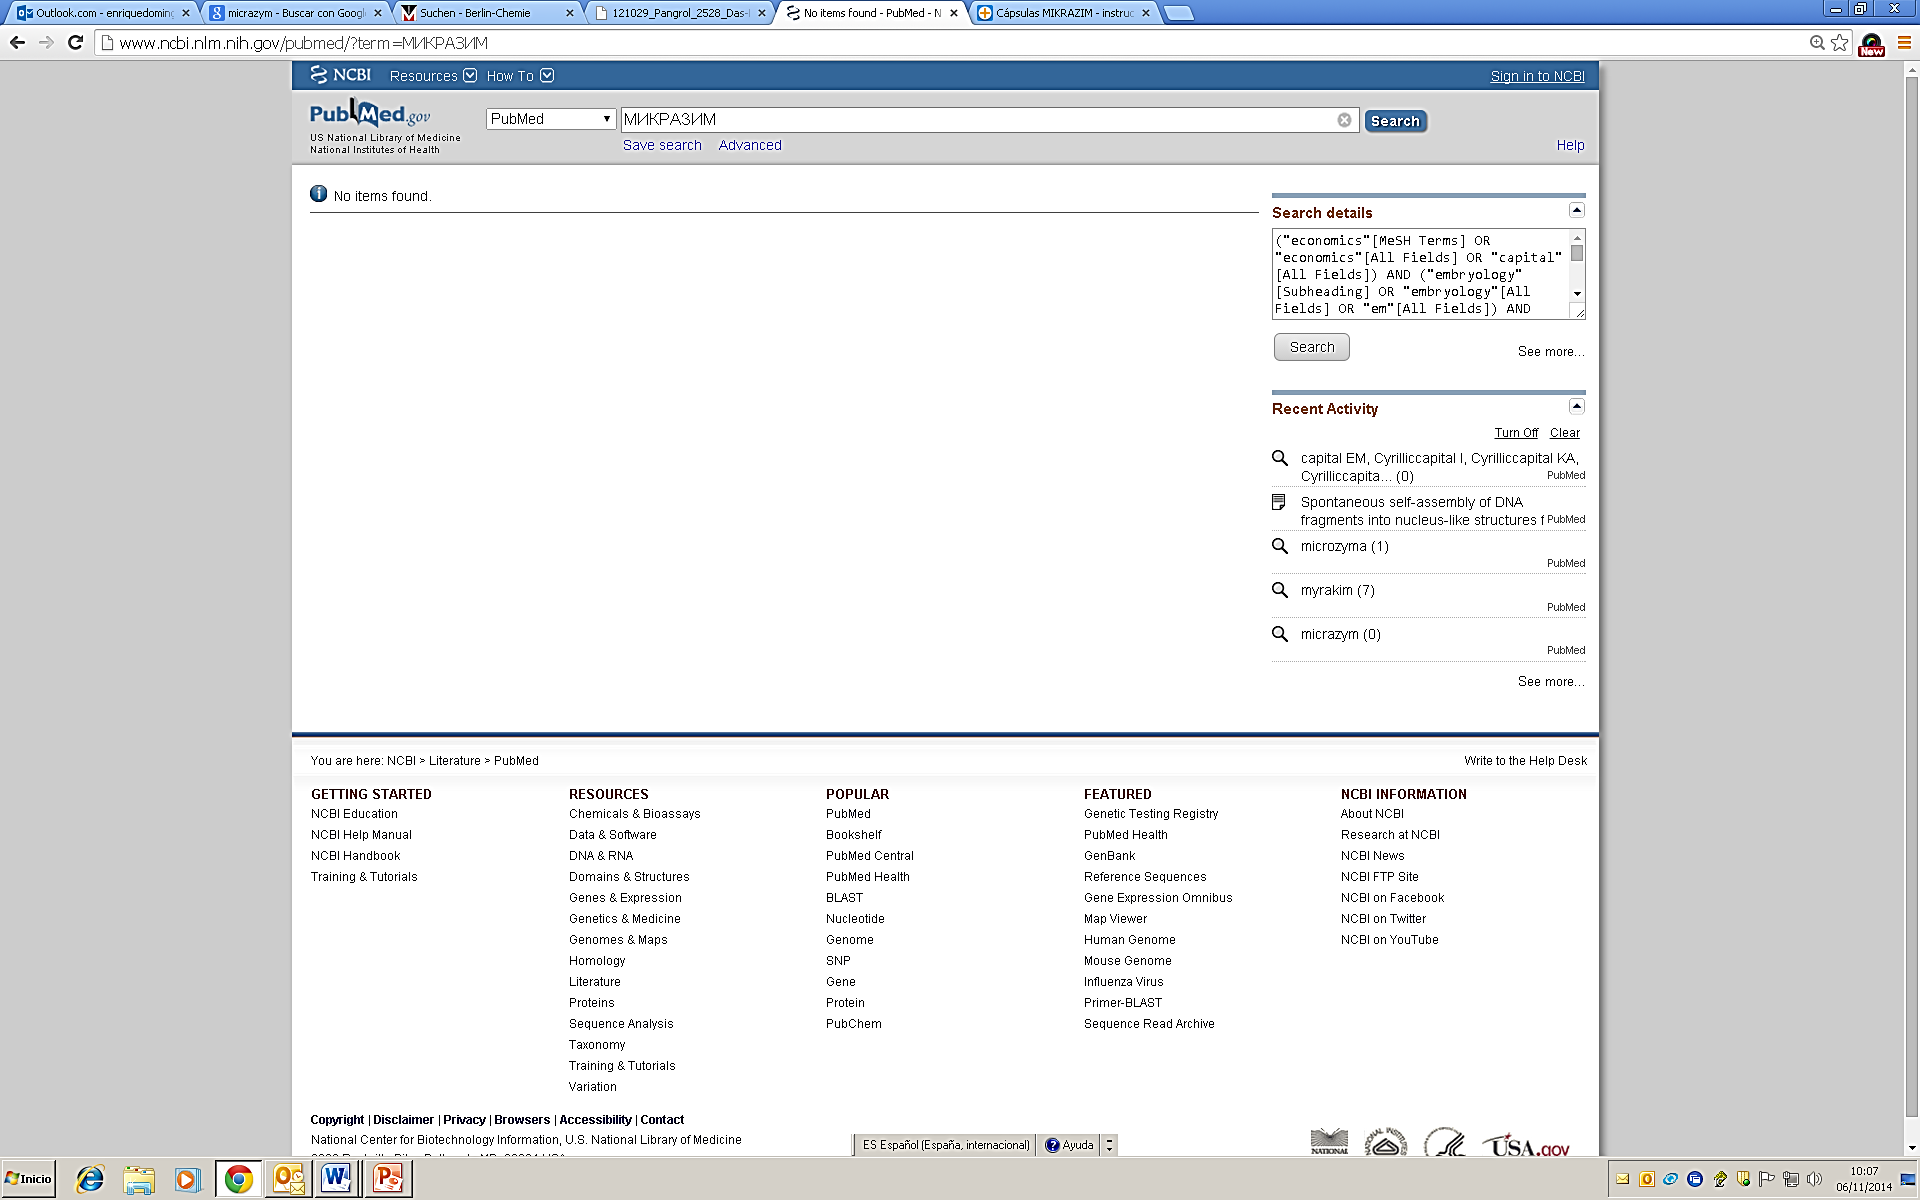 Outlook.com - enriquedoming
micrazym - Buscar con Googl
Suchen - Berlin-Chemie
121029_Pangrol_2528_Das-
No items found - PubMed - N
Cápsulas MIKRAZIM - instruc
www.ncbi.nlm.nih.gov/pubmed/?term=МИКРАЗИМ
New
NCBI Resources How To Sign in to NCBI
PubMed.gov
US National Library of Medicine
National Institutes of Health
PubMed
МИКРАЗИМ
Search
Save search Advanced Help
No items found.
Search details
("economics"[MeSH Terms] OR
"economics"[All Fields] OR "capital"
[All Fields]) AND ("embryology"
[Subheading] OR "embryology"[All
Fields] OR "em"[All Fields]) AND
Search
See more...
Recent Activity
Turn Off Clear
capital EM, Cyrilliccapital I, Cyrilliccapital KA,
Cyrilliccapita... (0) PubMed
Spontaneous self-assembly of DNA
fragments into nucleus-like structures f PubMed
microzyma (1)
PubMed
myrakim (7)
PubMed
micrazym (0)
PubMed
See more...
You are here: NCBI > Literature > PubMed
Write to the Help Desk
GETTING STARTED
NCBI Education
NCBI Help Manual
NCBI Handbook
Training & Tutorials
RESOURCES
Chemicals & Bioassays
Data & Software
DNA & RNA
Domains & Structures
Genes & Expression
Genetics & Medicine
Genomes & Maps
Homology
Literature
Proteins
Sequence Analysis
Taxonomy
Training & Tutorials
Variation
POPULAR
PubMed
Bookshelf
PubMed Central
PubMed Health
BLAST
Nucleotide
Genome
SNP
Gene
Protein
PubChem
FEATURED
Genetic Testing Registry
PubMed Health
GenBank
Reference Sequences
Gene Expression Omnibus
Map Viewer
Human Genome
Mouse Genome
Influenza Virus
Primer-BLAST
Sequence Read Archive
NCBI INFORMATION
About NCBI
Research at NCBI
NCBI News
NCBI FTP Site
NCBI on Facebook
NCBI on Twitter
NCBI on YouTube
Copyright | Disclaimer | Privacy | Browsers | Accessibility | Contact
National Center for Biotechnology Information, U.S. National Library of Medicine
NATIONAL
USA.gov
ES Español (España, internacional) Ayuda
Inicio
10:07
06/11/2014